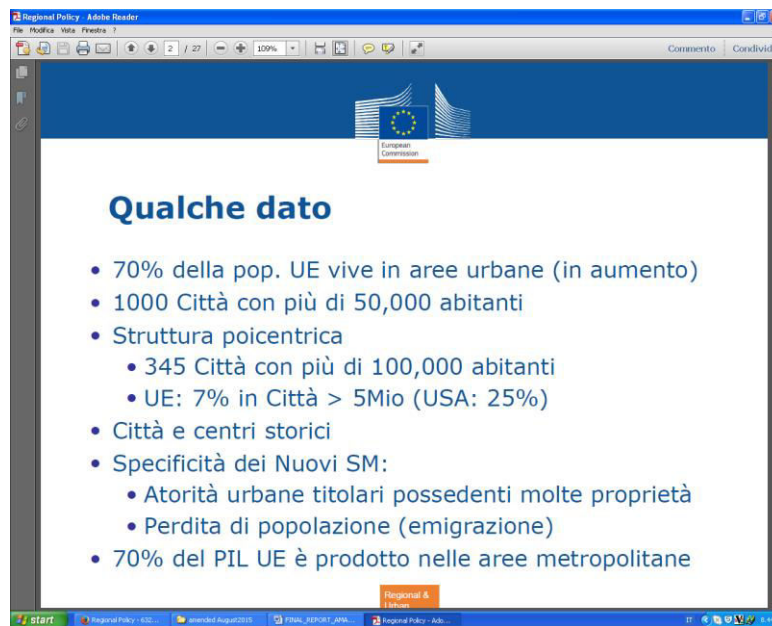 Regional Policy - Adobe Reader
File Modifica Vista Finestra ?
2 / 27 109% Commento Condivid
European
Commission
Qualche dato
• 70% della pop. UE vive in aree urbane (in aumento)
• 1000 Città con più di 50,000 abitanti
• Struttura poicentrica
• 345 Città con più di 100,000 abitanti
• UE: 7% in Città > 5Mio (USA: 25%)
• Città e centri storici
• Specificità dei Nuovi SM:
• Atorità urbane titolari possedenti molte proprietà
• Perdita di popolazione (emigrazione)
• 70% del PIL UE è prodotto nelle aree metropolitane
Regional &
Urban
start Regional Policy - 632... amended August2015 FINAL_REPORT_AMA... Regional Policy - Ado... IT